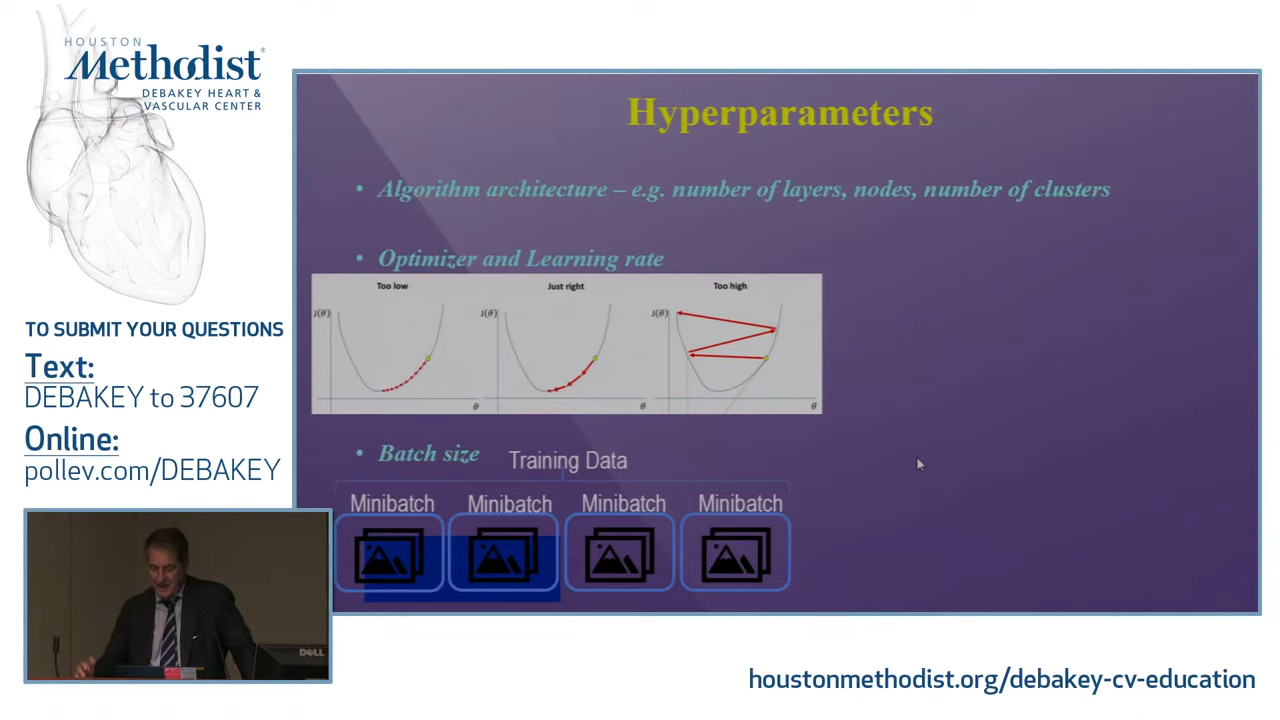 HOUSTON
Methodist®
DEBAKEY HEART &
VASCULAR CENTER
TO SUBMIT YOUR QUESTIONS
Text:
DEBAKEY to 37607
Online:
pollev.com/DEBAKEY
Hyperparameters
• Algorithm architecture – e.g. number of layers, nodes, number of clusters
• Optimizer and Learning rate
Too low
Just right
Too high
J(θ)
J(θ)
J(θ)
θ
θ
θ
• Batch size
Training Data
Minibatch
Minibatch
Minibatch
Minibatch
DELL
houstonmethodist.org/debakey-cv-education